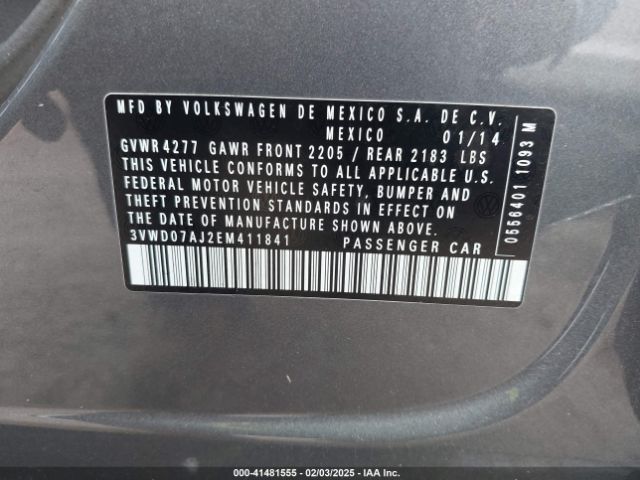 MFD BY VOLKSWAGEN DE MEXICO S.A. DE C.V.
MEXICO 01/14
GVWR 4277 GAWR FRONT 2205 / REAR 2183 LBS
THIS VEHICLE CONFORMS TO ALL APPLICABLE U.S.
FEDERAL MOTOR VEHICLE SAFETY, BUMPER AND
THEFT PREVENTION STANDARDS IN EFFECT ON
THE DATE OF MANUFACTURE SHOWN ABOVE.
3VWD07AJ2EM411841 PASSENGER CAR
0556401 1093 M
000-41481555 - 02/03/2025 - IAA Inc.